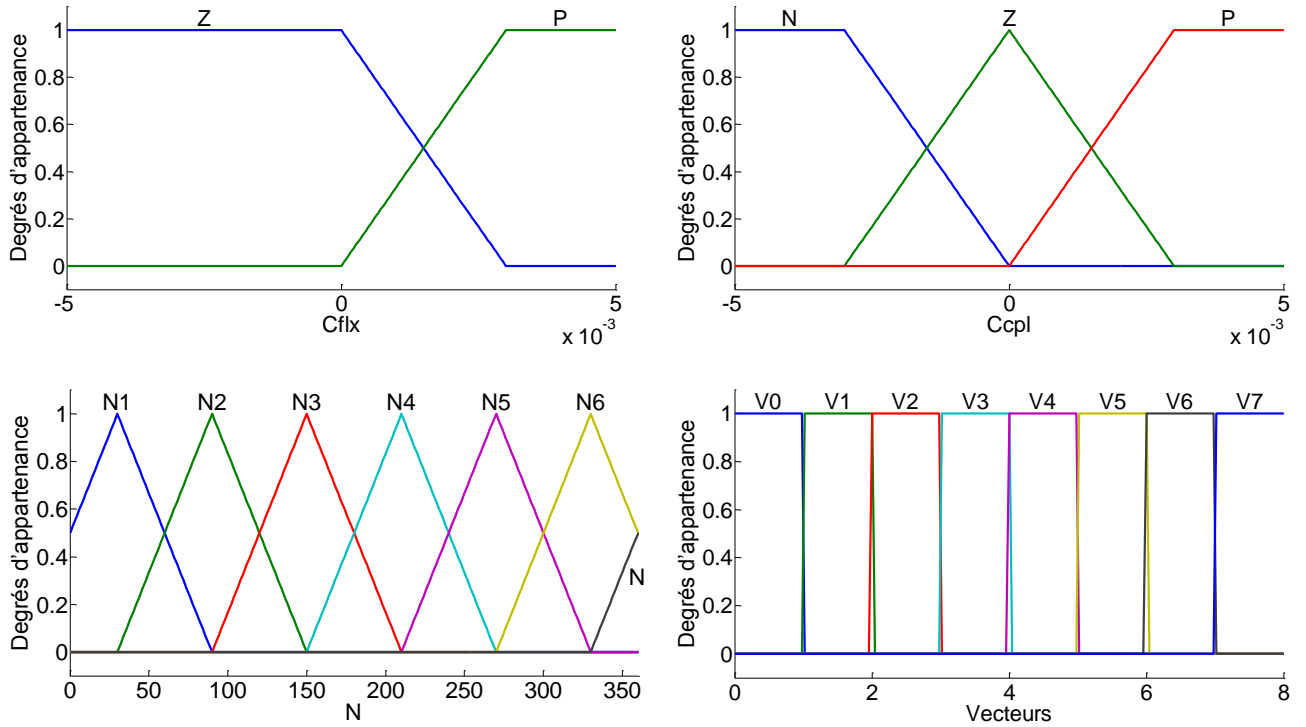 Z P
1
0.8
0.6
0.4
0.2
0
Degrés d'appartenance
-5 0 5
Cflx
x 10-3
N Z P
1
0.8
0.6
0.4
0.2
0
Degrés d'appartenance
-5 0 5
Ccpl
x 10-3
N1 N2 N3 N4 N5 N6
1
0.8
0.6
0.4
0.2
0
Degrés d'appartenance
N
0 50 100 150 200 250 300 350
N
V0 V1 V2 V3 V4 V5 V6 V7
1
0.8
0.6
0.4
0.2
0
Degrés d'appartenance
0 2 4 6 8
Vecteurs